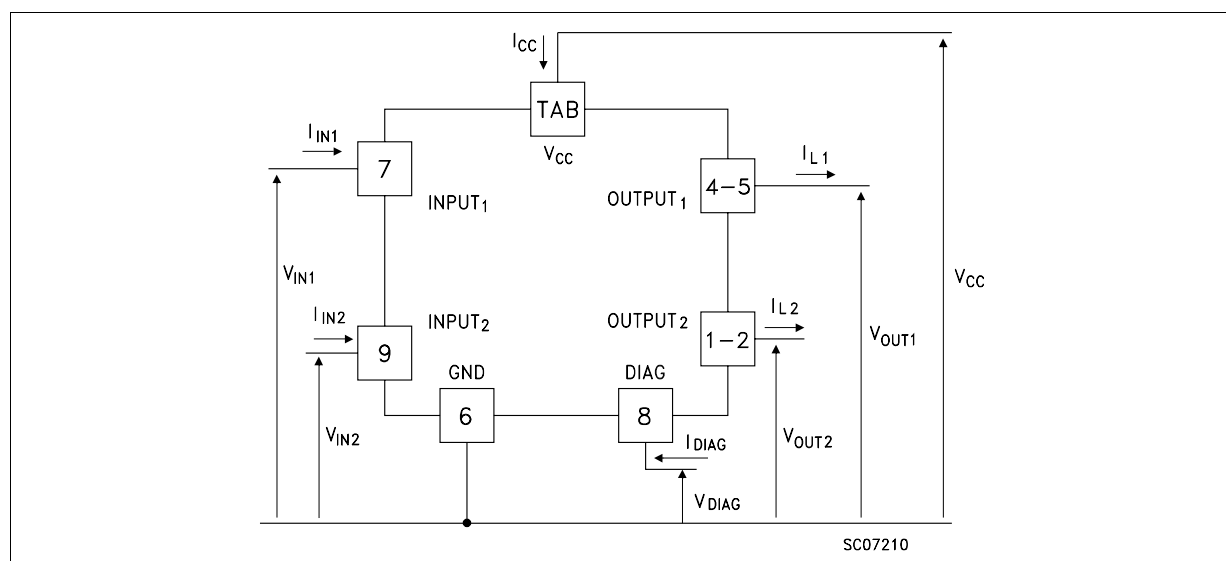 I_CC
TAB
V_CC
I_IN1
7
INPUT_1
V_IN1
I_IN2
9
INPUT_2
V_IN2
GND
6
DIAG
8
I_DIAG
V_DIAG
OUTPUT_1
4-5
I_L1
OUTPUT_2
1-2
I_L2
V_OUT2
V_OUT1
V_CC
SC07210